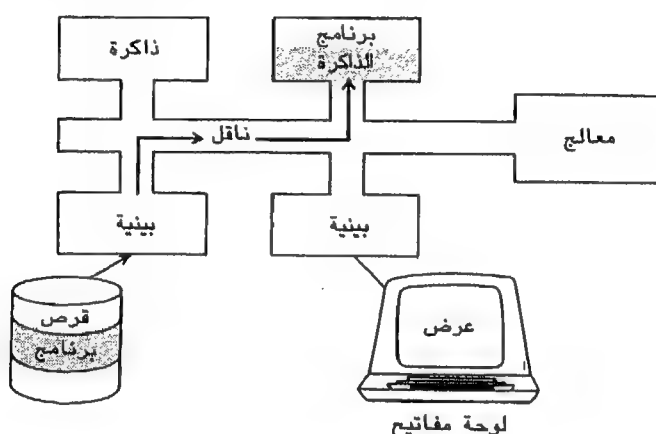 ذاكرة
برنامج
الذاكرة
ناقل
معالج
بينية
بينية
قرص
برنامج
عرض
لوحة مفاتيح